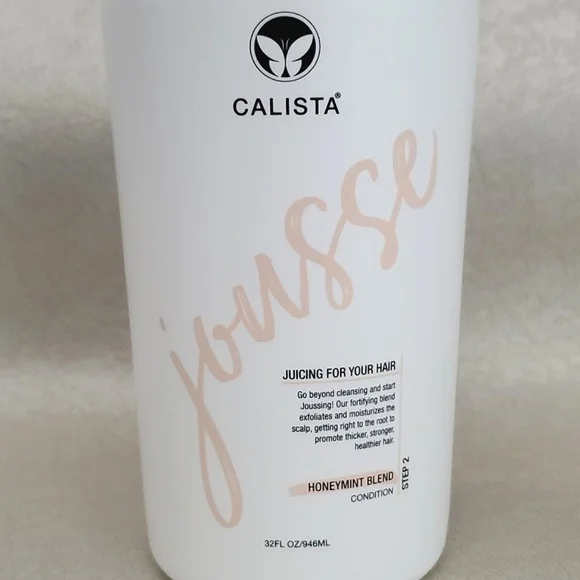 CALISTA®
jousse
JUICING FOR YOUR HAIR
Go beyond cleansing and start
Joussing! Our fortifying blend
exfoliates and moisturizes the
scalp, getting right to the root to
promote thicker, stronger,
healthier hair.
HONEYMINT BLEND
CONDITION
STEP 2
32FL OZ/946ML